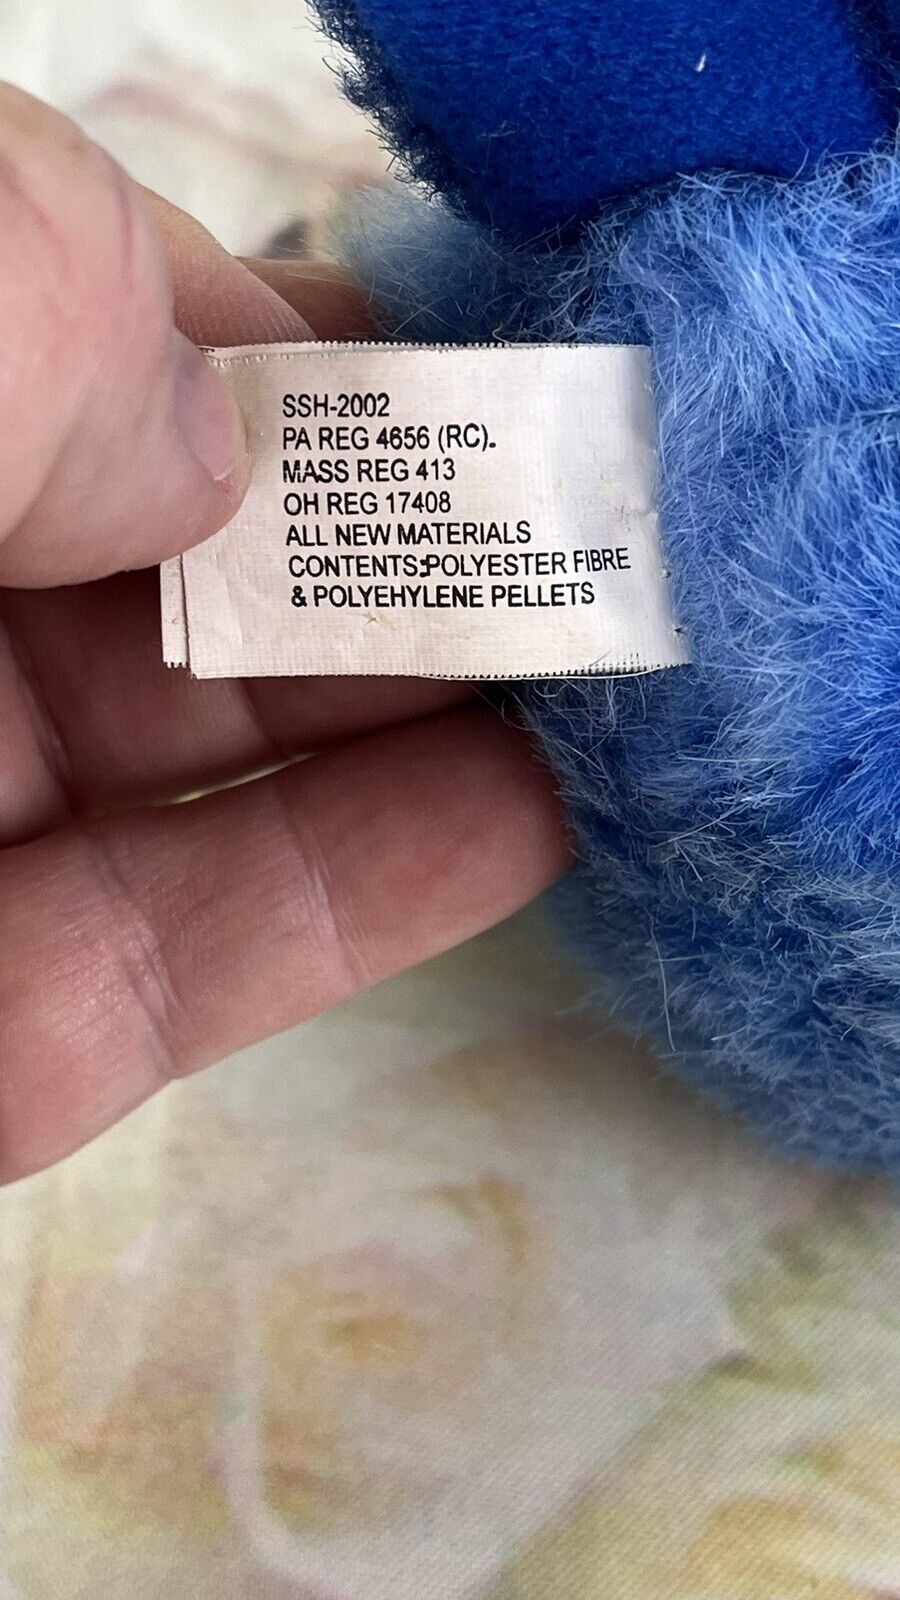 SSH-2002
PA REG 4656 (RC).
MASS REG 413
OH REG 17408
ALL NEW MATERIALS
CONTENTS:POLYESTER FIBRE
& POLYEHYLENE PELLETS